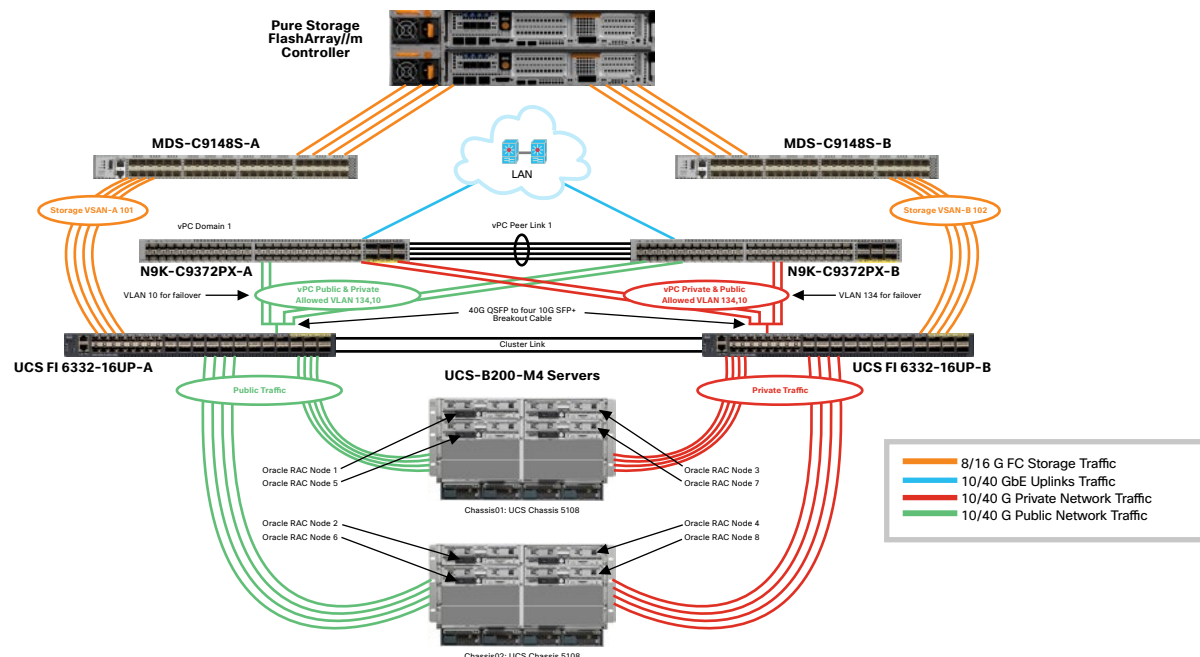 Pure Storage
FlashArray//m
Controller
MDS-C9148S-A
MDS-C9148S-B
LAN
Storage VSAN-A 101
Storage VSAN-B 102
vPC Domain 1
vPC Peer Link 1
N9K-C9372PX-A
N9K-C9372PX-B
VLAN 10 for failover
vPC Public & Private
Allowed VLAN 134,10
vPC Private & Public
Allowed VLAN 134,10
VLAN 134 for failover
40G QSFP to four 10G SFP+
Breakout Cable
Cluster Link
UCS FI 6332-16UP-A
UCS FI 6332-16UP-B
UCS-B200-M4 Servers
Public Traffic
Private Traffic
Oracle RAC Node 1
Oracle RAC Node 5
Oracle RAC Node 3
Oracle RAC Node 7
Chassis01: UCS Chassis 5108
8/16 G FC Storage Traffic
10/40 GbE Uplinks Traffic
10/40 G Private Network Traffic
10/40 G Public Network Traffic
Oracle RAC Node 2
Oracle RAC Node 6
Oracle RAC Node 4
Oracle RAC Node 8
Chassis02: UCS Chassis 5108